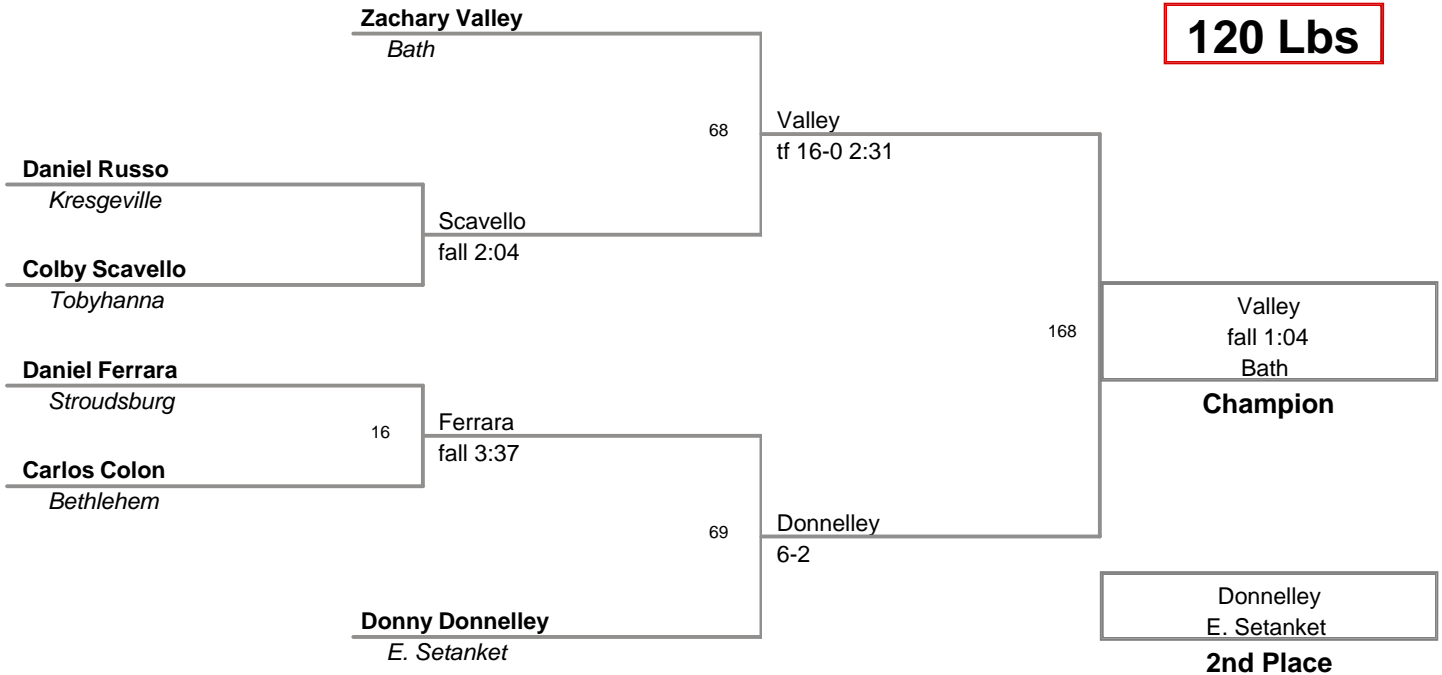 Zachary Valley
Bath
120 Lbs
68
Valley
tf 16-0 2:31
Daniel Russo
Kresgeville
Scavello
fall 2:04
Colby Scavello
Tobyhanna
168
Valley
fall 1:04
Bath
Champion
Daniel Ferrara
Stroudsburg
16
Ferrara
fall 3:37
Carlos Colon
Bethlehem
69
Donnelley
6-2
Donny Donnelley
E. Setanket
Donnelley
E. Setanket
2nd Place